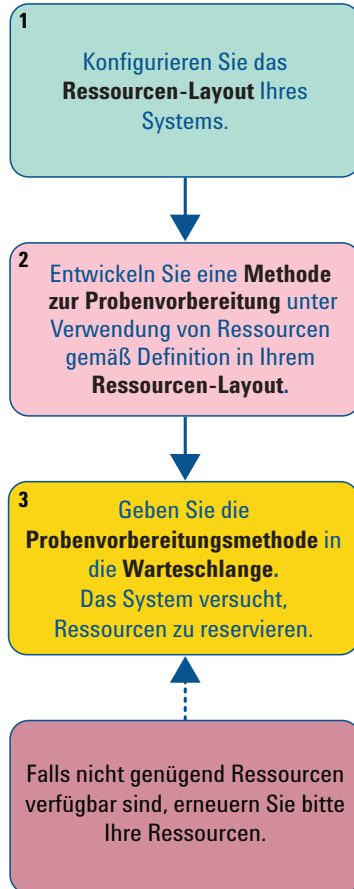 1
Konfigurieren Sie das
Ressourcen-Layout Ihres
Systems.
2
Entwickeln Sie eine Methode
zur Probenvorbereitung unter
Verwendung von Ressourcen
gemäß Definition in Ihrem
Ressourcen-Layout.
3
Geben Sie die
Probenvorbereitungsmethode in
die Warteschlange.
Das System versucht,
Ressourcen zu reservieren.
Falls nicht genügend Ressourcen
verfügbar sind, erneuern Sie bitte
Ihre Ressourcen.